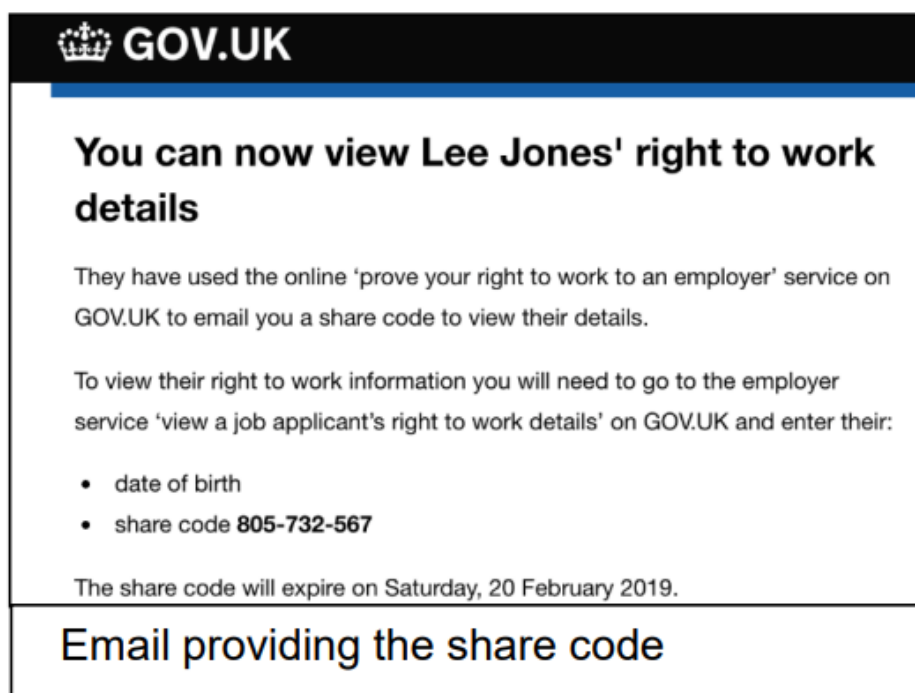 GOV.UK
You can now view Lee Jones' right to work
details
They have used the online ‘prove your right to work to an employer’ service on
GOV.UK to email you a share code to view their details.
To view their right to work information you will need to go to the employer
service ‘view a job applicant’s right to work details’ on GOV.UK and enter their:
• date of birth
• share code 805-732-567
The share code will expire on Saturday, 20 February 2019.
Email providing the share code